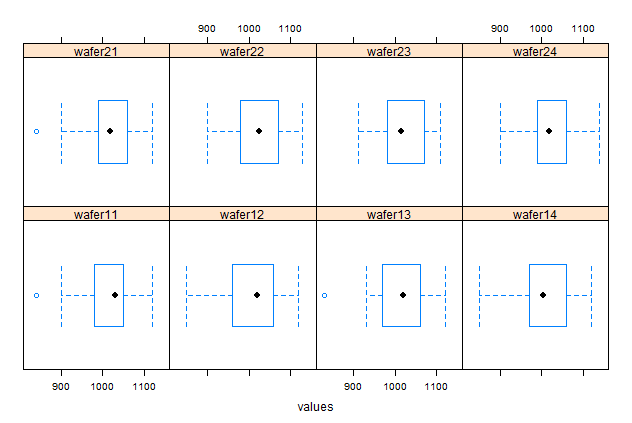 900 1000 1100 900 1000 1100
wafer21 wafer22 wafer23 wafer24
wafer11 wafer12 wafer13 wafer14
900 1000 1100 900 1000 1100
values